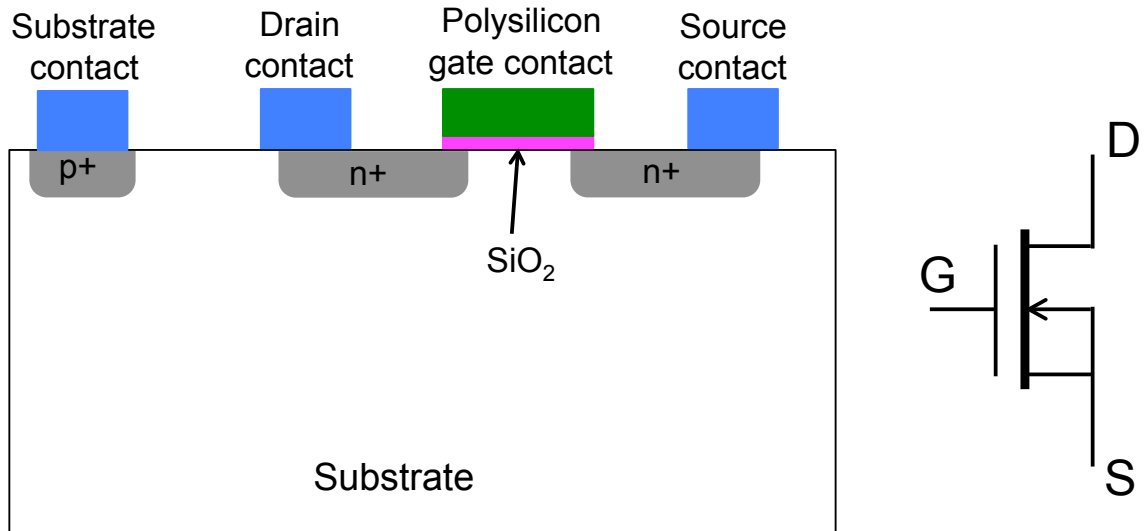 Substrate
contact
Drain
contact
Polysilicon
gate contact
Source
contact
p+
n+
n+
SiO₂
Substrate
D
G
S